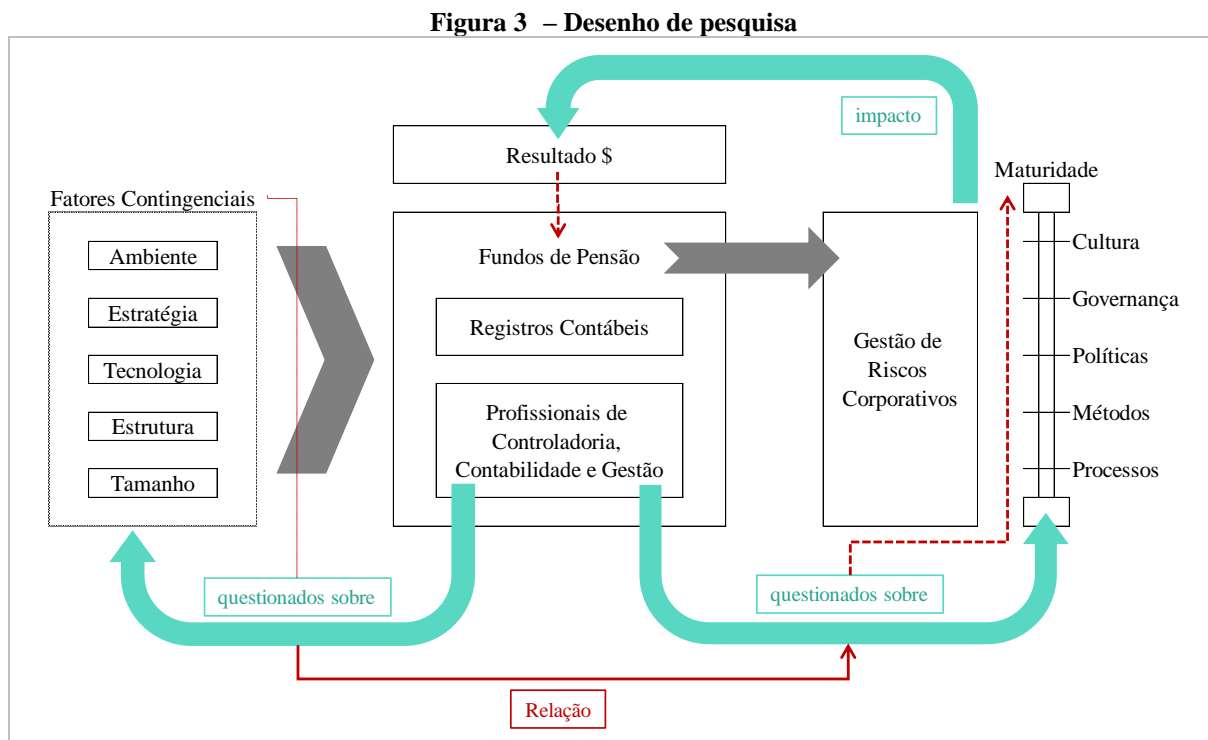 Figura 3 – Desenho de pesquisa
impacto
Resultado $
Maturidade
Fatores Contingenciais
Ambiente
Estratégia
Tecnologia
Estrutura
Tamanho
Fundos de Pensão
Registros Contábeis
Profissionais de
Controladoria,
Contabilidade e Gestão
Gestão de
Riscos
Corporativos
Cultura
Governança
Políticas
Métodos
Processos
questionados sobre
questionados sobre
Relação